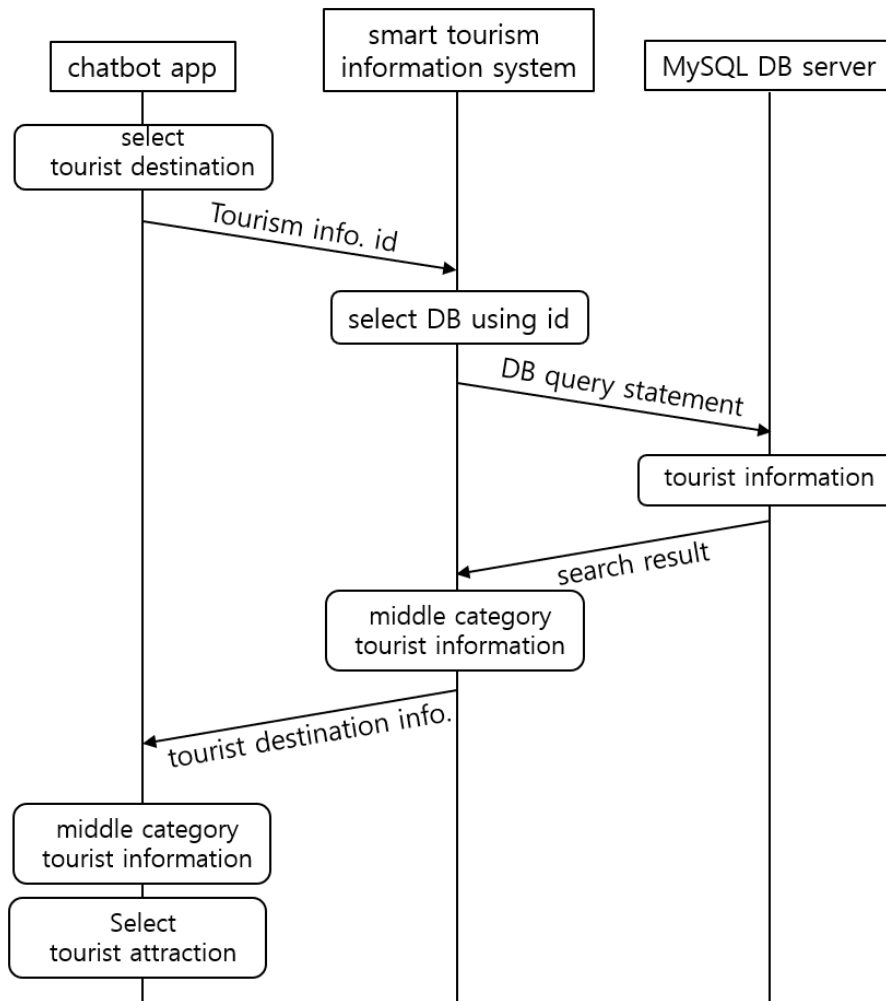 chatbot app
smart tourism
information system
MySQL DB server
select
tourist destination
Tourism info. id
select DB using id
DB query statement
tourist information
search result
middle category
tourist information
tourist destination info.
middle category
tourist information
Select
tourist attraction